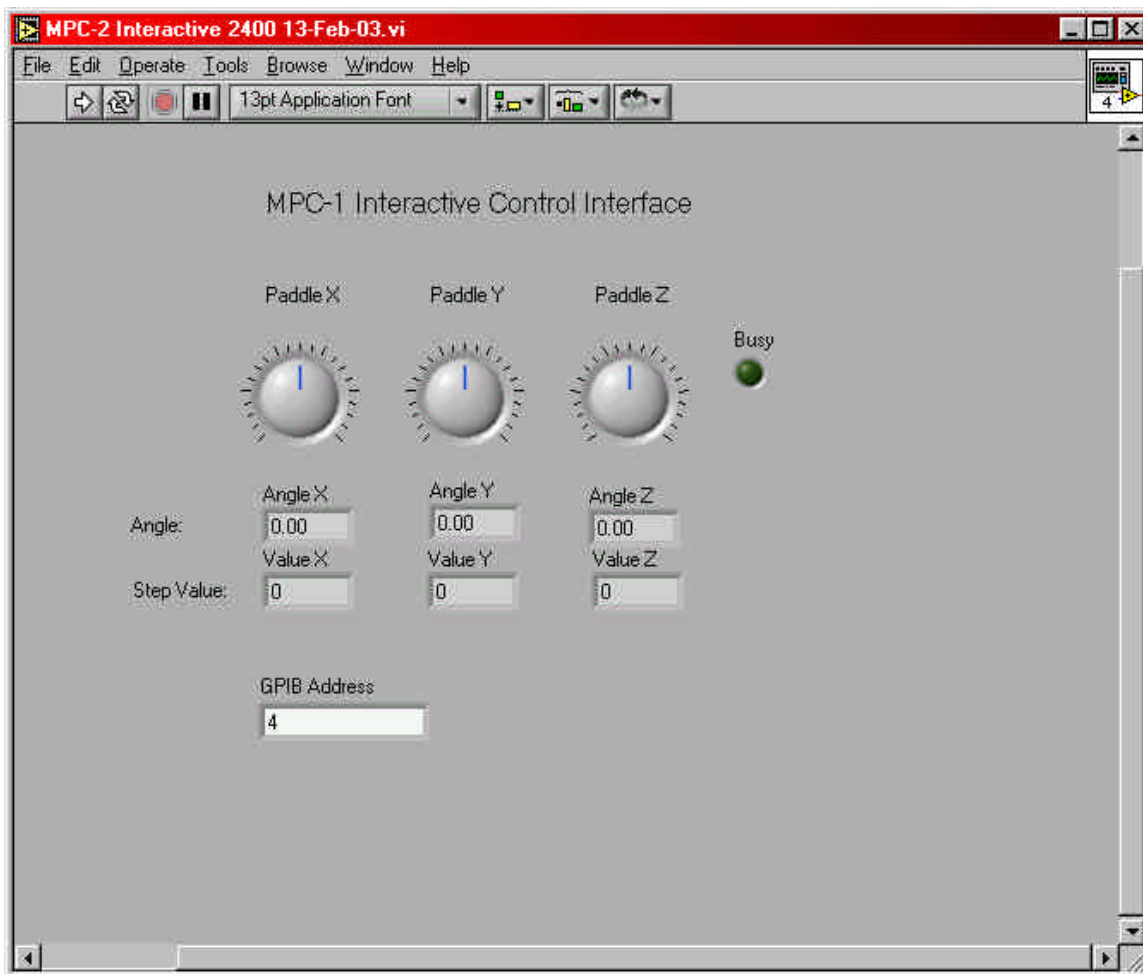 MPC-2 Interactive 2400 13-Feb-03.vi
File Edit Operate Tools Browse Window Help
13pt Application Font
4
MPC-1 Interactive Control Interface
Paddle X Paddle Y Paddle Z
Busy
Angle X Angle Y Angle Z
Angle: 0.00 0.00 0.00
Value X Value Y Value Z
Step Value: 0 0 0
GPIB Address
4